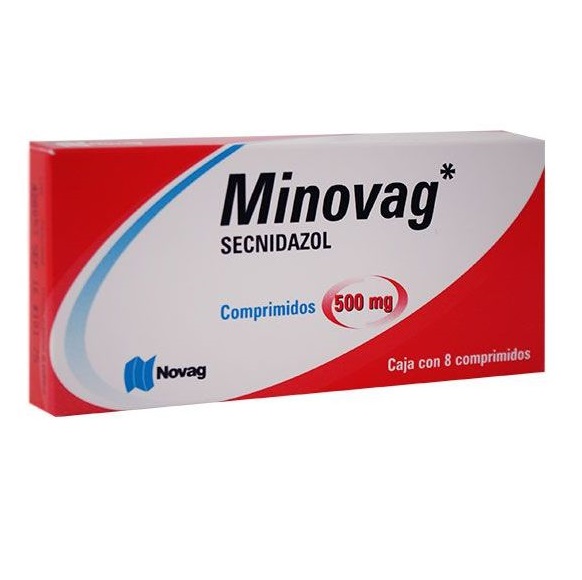 Minovag*
SECNIDAZOL
Comprimidos 500 mg
Novag
Caja con 8 comprimidos